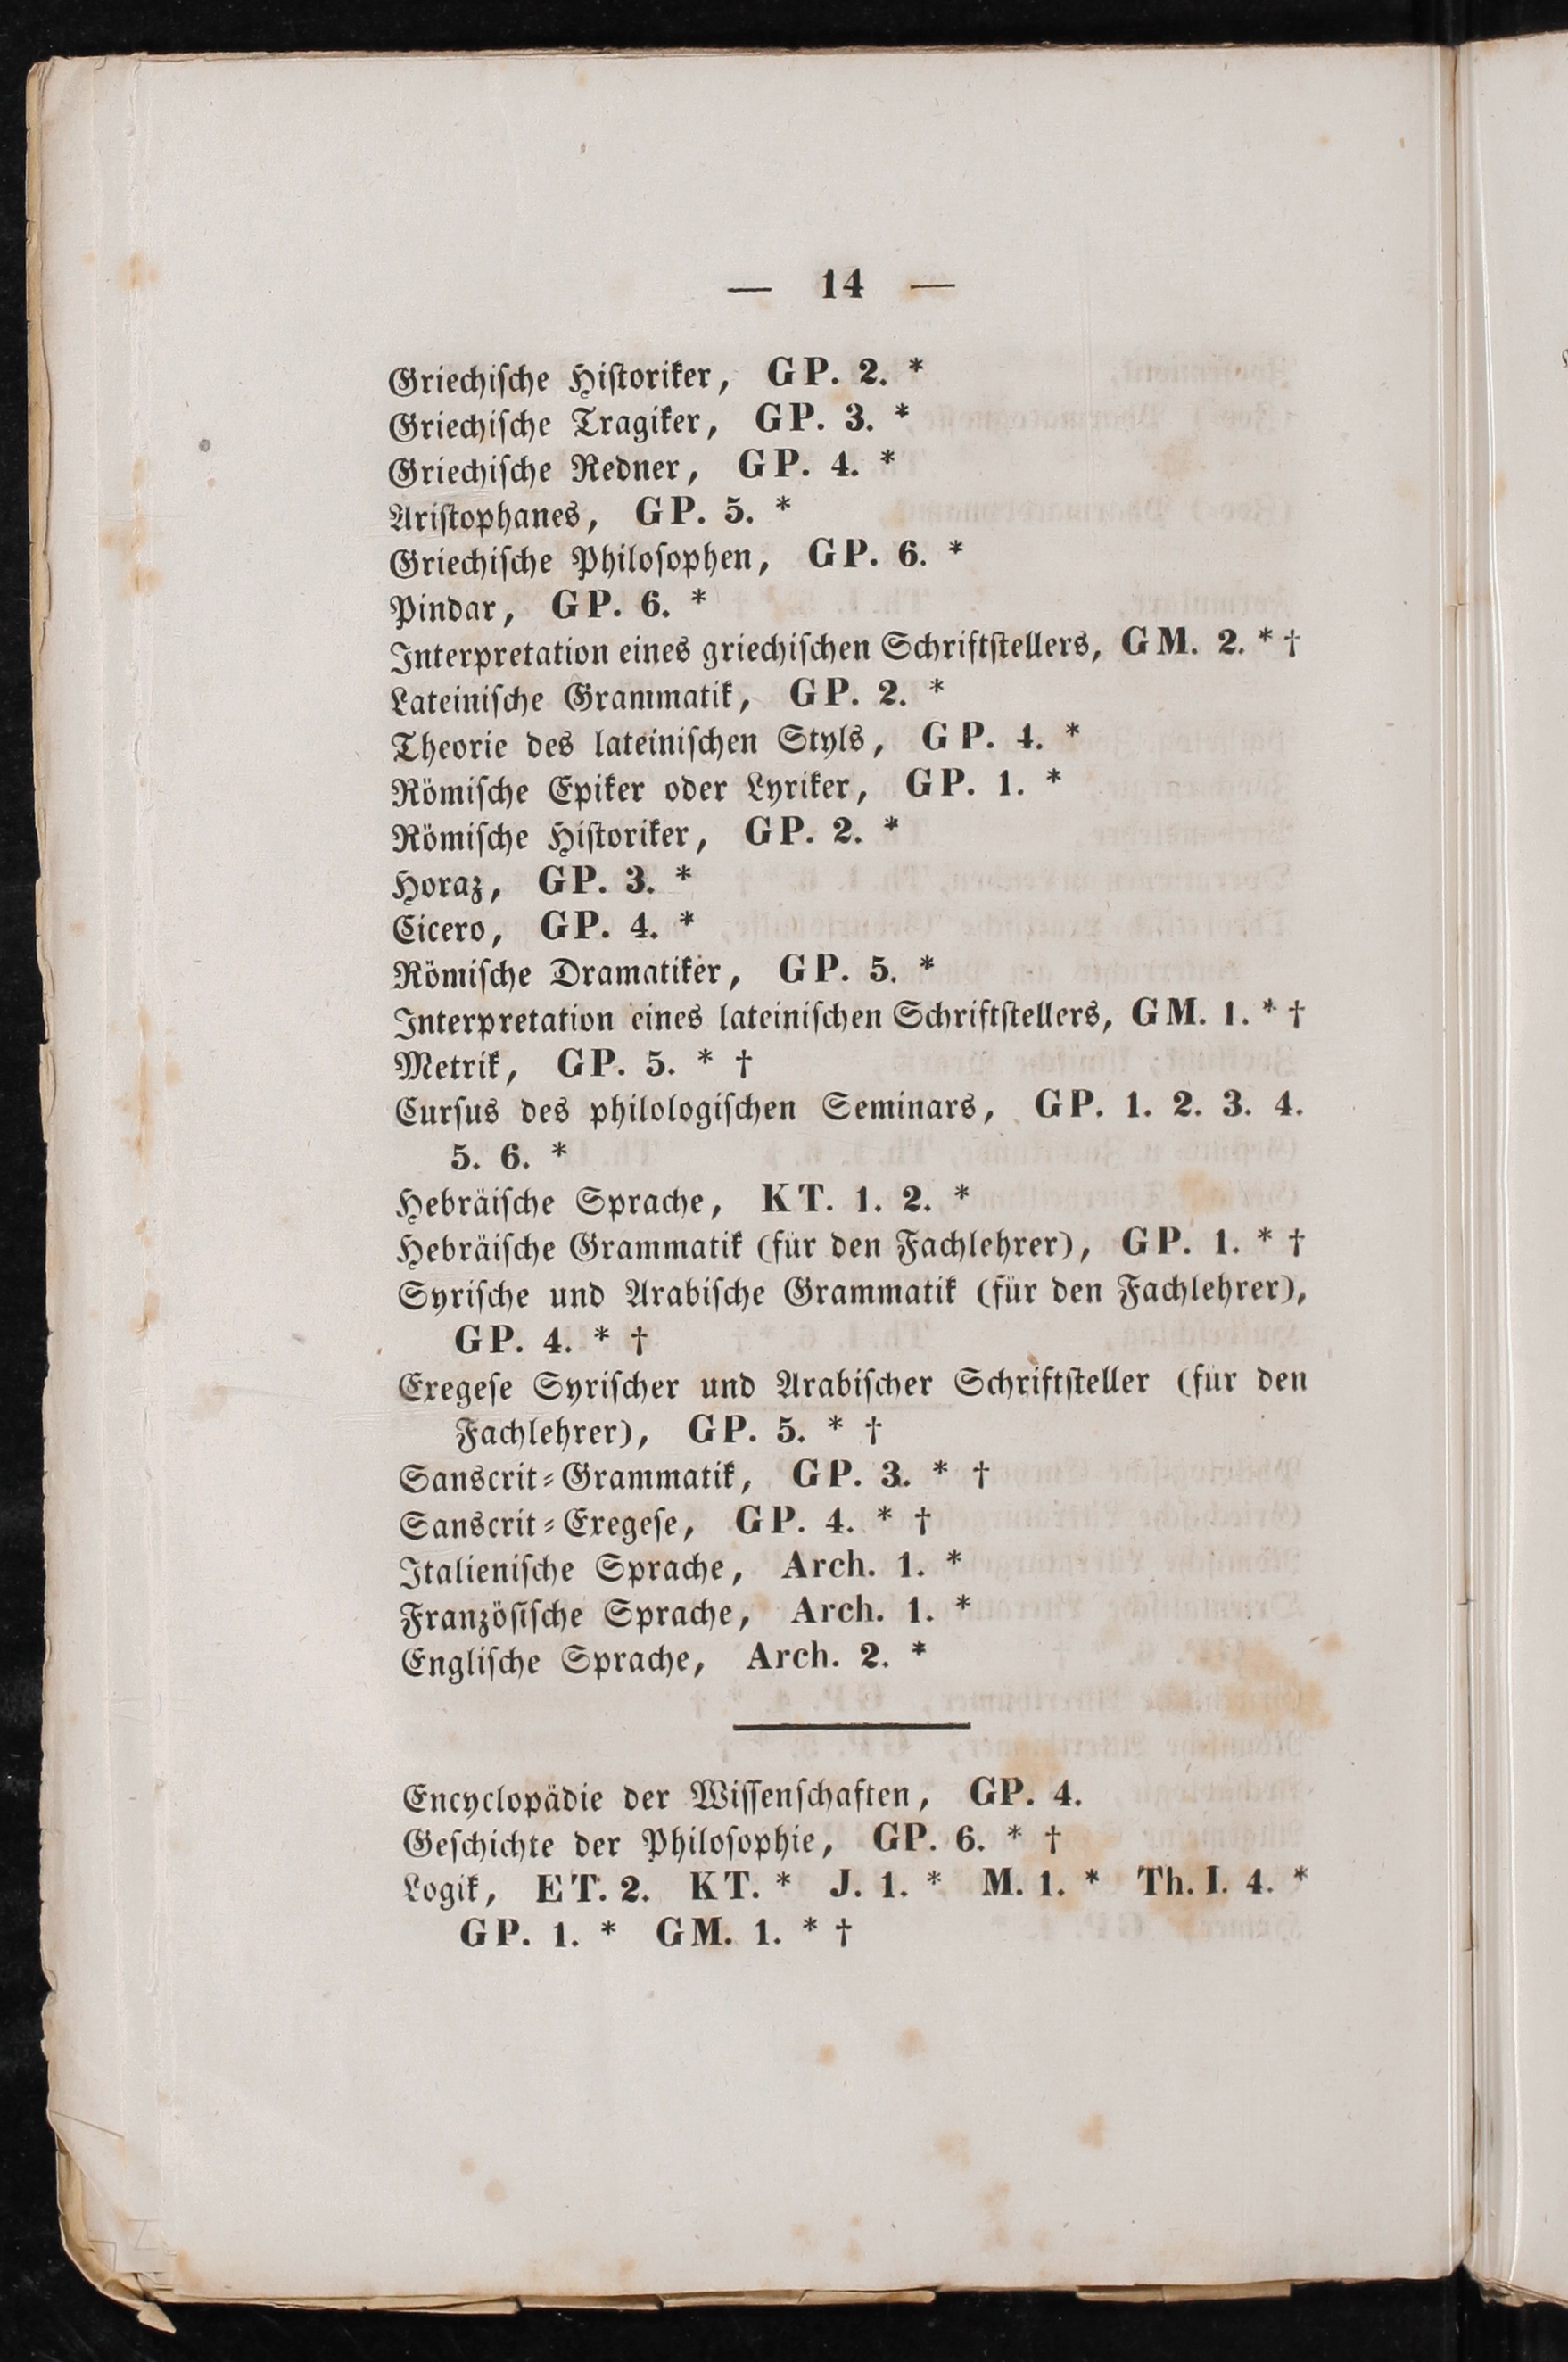 — 14 —
Griechiſche Hiſtoriker, GP. 2. *
Griechiſche Tragiker, GP. 3. *
Griechiſche Redner, GP. 4. *
Ariſtophanes, GP. 5. *
Griechiſche Philoſophen, GP. 6. *
Pindar, GP. 6. *
Interpretation eines griechiſchen Schriftſtellers, GM. 2. * †
Lateiniſche Grammatik, GP. 2. *
Theorie des lateiniſchen Styls, GP. 4. *
Römiſche Epiker oder Lyriker, GP. 1. *
Römiſche Hiſtoriker, GP. 2. *
Horaz, GP. 3. *
Cicero, GP. 4. *
Römiſche Dramatiker, GP. 5. *
Interpretation eines lateiniſchen Schriftſtellers, GM. 1. * †
Metrik, GP. 5. * †
Curſus des philologiſchen Seminars, GP. 1. 2. 3. 4.
5. 6. *
Hebräiſche Sprache, KT. 1. 2. *
Hebräiſche Grammatik (für den Fachlehrer), GP. 1. * †
Syriſche und Arabiſche Grammatik (für den Fachlehrer),
GP. 4. * †
Exegeſe Syriſcher und Arabiſcher Schriftſteller (für den
Fachlehrer), GP. 5. * †
Sanscrit-Grammatik, GP. 3. * †
Sanscrit-Exegeſe, GP. 4. * †
Italieniſche Sprache, Arch. 1. *
Franzöſiſche Sprache, Arch. 1. *
Engliſche Sprache, Arch. 2. *
Encyclopädie der Wiſſenſchaften, GP. 4.
Geſchichte der Philoſophie, GP. 6. * †
Logik, ET. 2. KT. * J. 1. * M. 1. * Th. I. 4. *
GP. 1. * GM. 1. * †